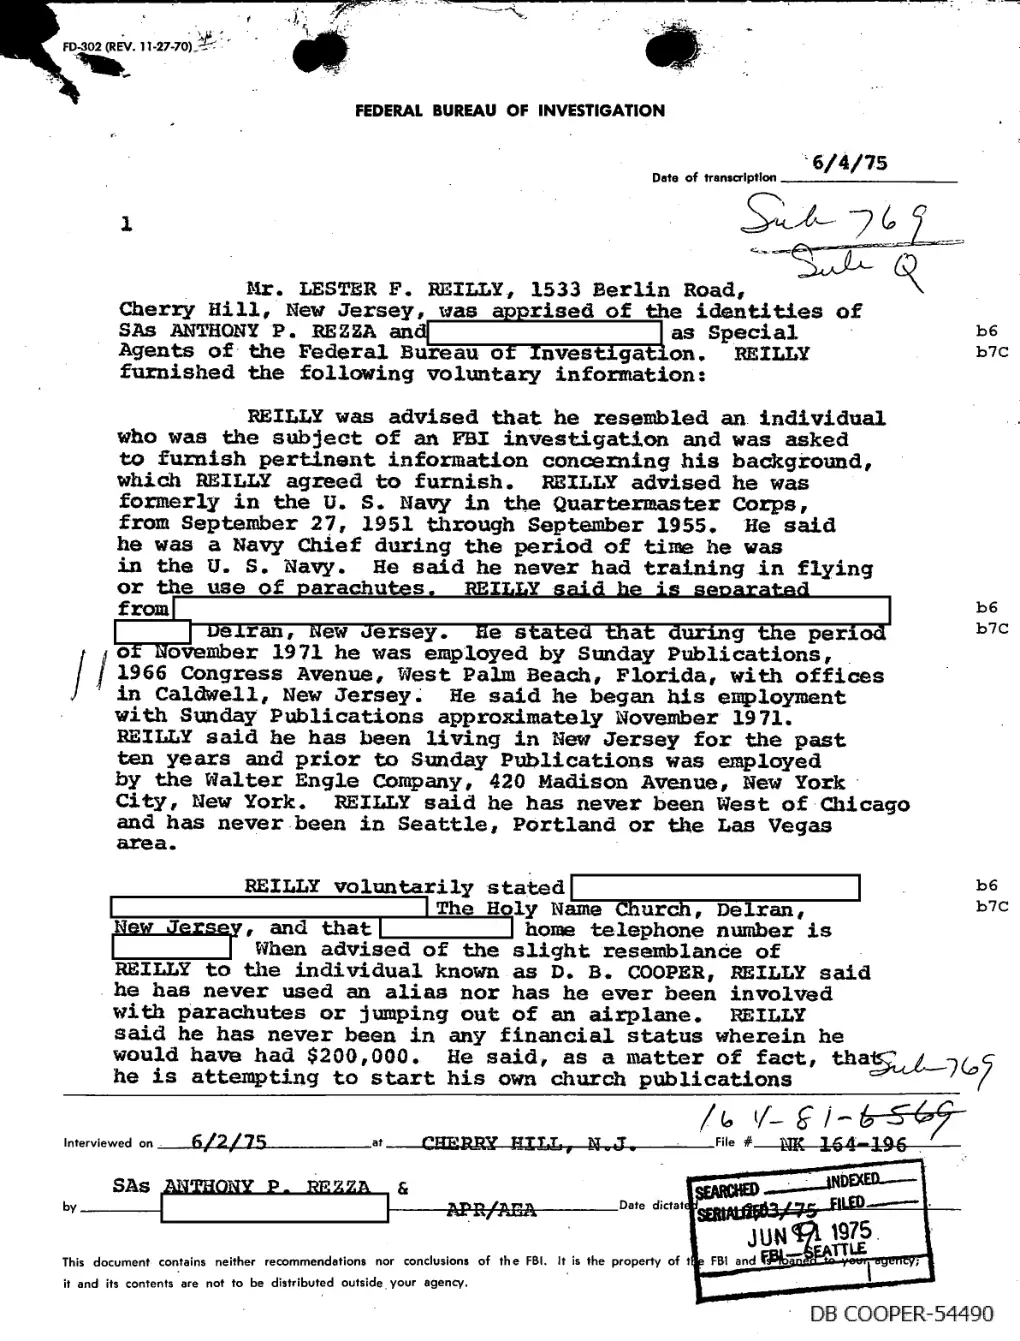 FD-302 (REV. 11-27-70)
FEDERAL BUREAU OF INVESTIGATION
Date of transcription 6/4/75
1
Sub 769
Sub Q
Mr. LESTER F. REILLY, 1533 Berlin Road,
Cherry Hill, New Jersey, was apprised of the identities of
SAs ANTHONY P. REZZA and as Special b6
Agents of the Federal Bureau of Investigation. REILLY b7C
furnished the following voluntary information:
REILLY was advised that he resembled an individual
who was the subject of an FBI investigation and was asked
to furnish pertinent information concerning his background,
which REILLY agreed to furnish. REILLY advised he was
formerly in the U. S. Navy in the Quartermaster Corps,
from September 27, 1951 through September 1955. He said
he was a Navy Chief during the period of time he was
in the U. S. Navy. He said he never had training in flying
or the use of parachutes. REILLY said he is separated
from b6
Delran, New Jersey. He stated that during the period b7C
of November 1971 he was employed by Sunday Publications,
1966 Congress Avenue, West Palm Beach, Florida, with offices
in Caldwell, New Jersey. He said he began his employment
with Sunday Publications approximately November 1971.
REILLY said he has been living in New Jersey for the past
ten years and prior to Sunday Publications was employed
by the Walter Engle Company, 420 Madison Avenue, New York
City, New York. REILLY said he has never been West of Chicago
and has never been in Seattle, Portland or the Las Vegas
area.
REILLY voluntarily stated b6
The Holy Name Church, Delran, b7C
New Jersey, and that home telephone number is
When advised of the slight resemblance of
REILLY to the individual known as D. B. COOPER, REILLY said
he has never used an alias nor has he ever been involved
with parachutes or jumping out of an airplane. REILLY
said he has never been in any financial status wherein he
would have had $200,000. He said, as a matter of fact, that
he is attempting to start his own church publications
Sub 769
164-81-6569
Interviewed on 6/2/75 at CHERRY HILL, N.J. File # NK 164-196
SAs ANTHONY P. REZZA &
by APR/AEA Date dictated 6/3/75
SEARCHED INDEXED
SERIALIZED FILED
JUN 1975
FBI—SEATTLE
This document contains neither recommendations nor conclusions of the FBI. It is the property of the FBI and is loaned to your agency;
it and its contents are not to be distributed outside your agency.
DB COOPER-54490